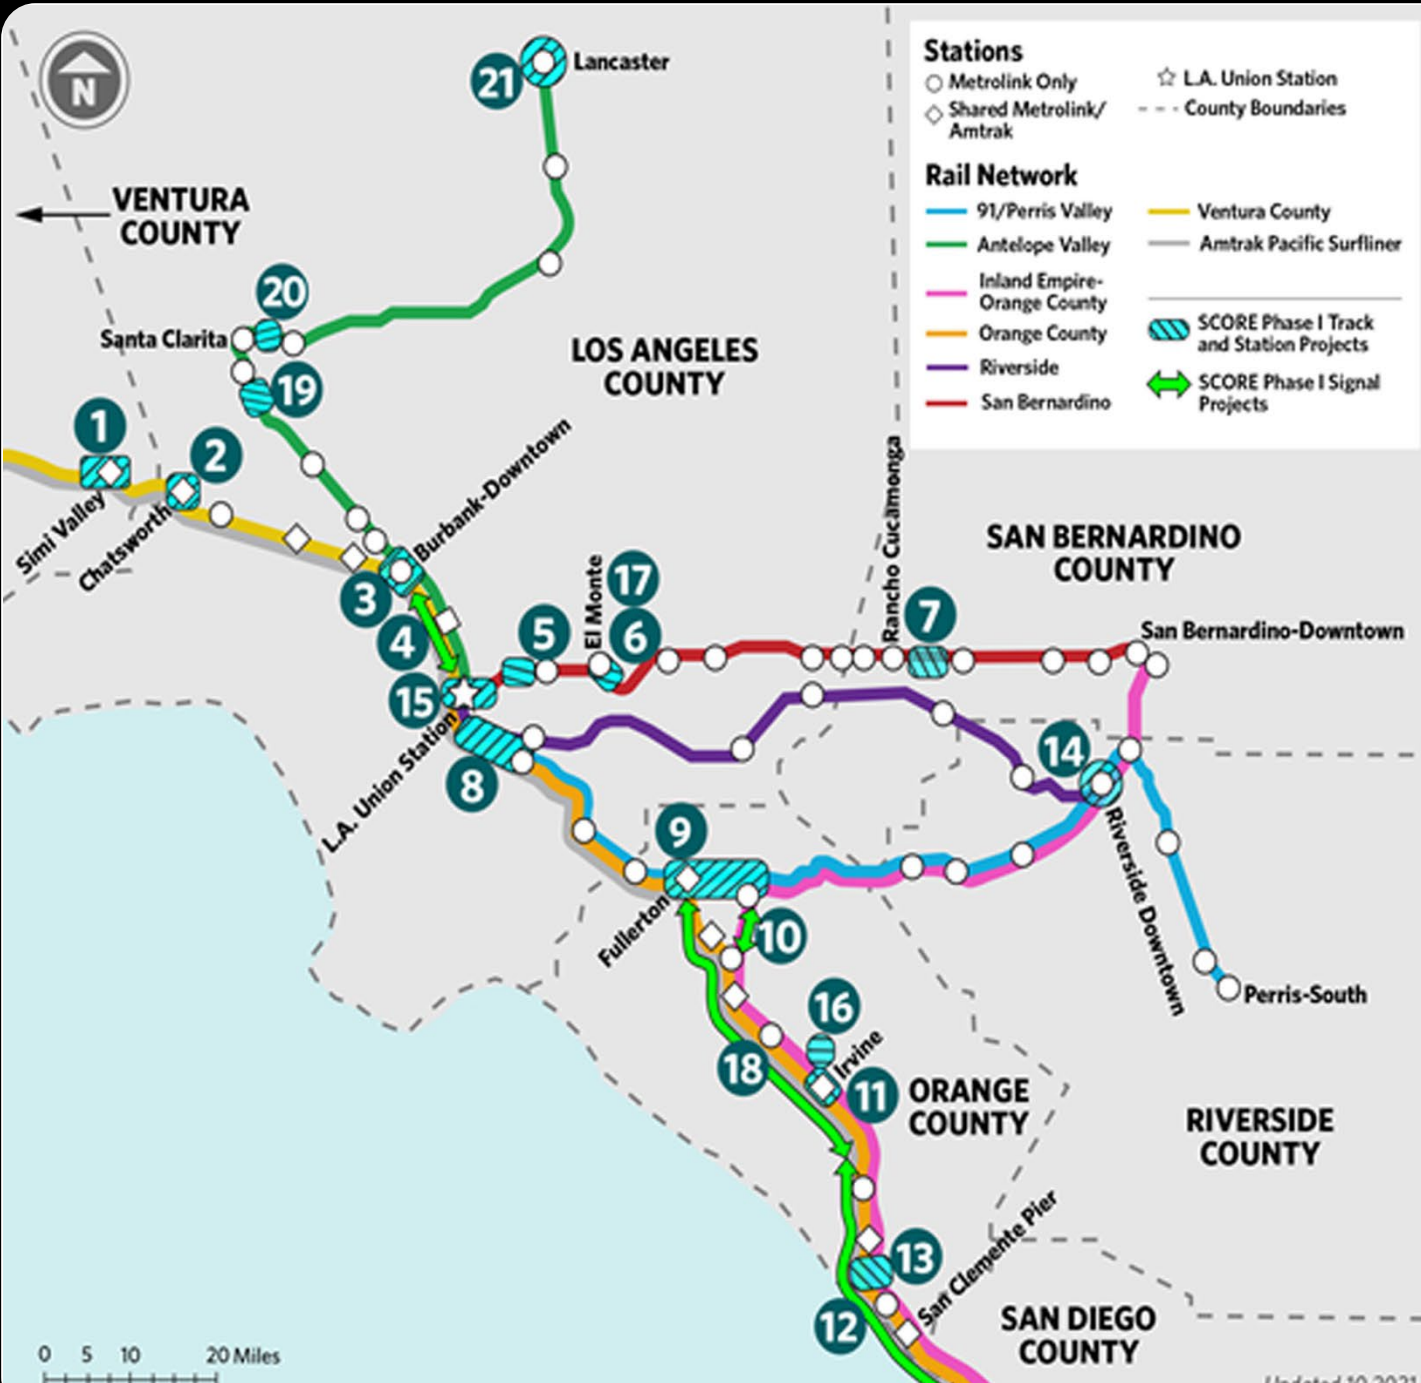 N
21
Lancaster
Stations
Metrolink Only
Shared Metrolink/
Amtrak
L.A. Union Station
County Boundaries
Rail Network
91/Perris Valley
Antelope Valley
Inland Empire-
Orange County
Orange County
Riverside
San Bernardino
Ventura County
Amtrak Pacific Surfliner
SCORE Phase I Track
and Station Projects
SCORE Phase I Signal
Projects
VENTURA
COUNTY
20
Santa Clarita
19
LOS ANGELES
COUNTY
1
2
Simi Valley
Chatsworth
Burbank-Downtown
3
4
El Monte
17
5
6
Rancho Cucamonga
7
SAN BERNARDINO
COUNTY
San Bernardino-Downtown
15
L.A. Union Station
8
14
Riverside Downtown
9
Fullerton
10
Perris-South
16
Irvine
18
11
ORANGE
COUNTY
RIVERSIDE
COUNTY
13
San Clemente Pier
12
SAN DIEGO
COUNTY
0 5 10 20 Miles
Updated 10.2021